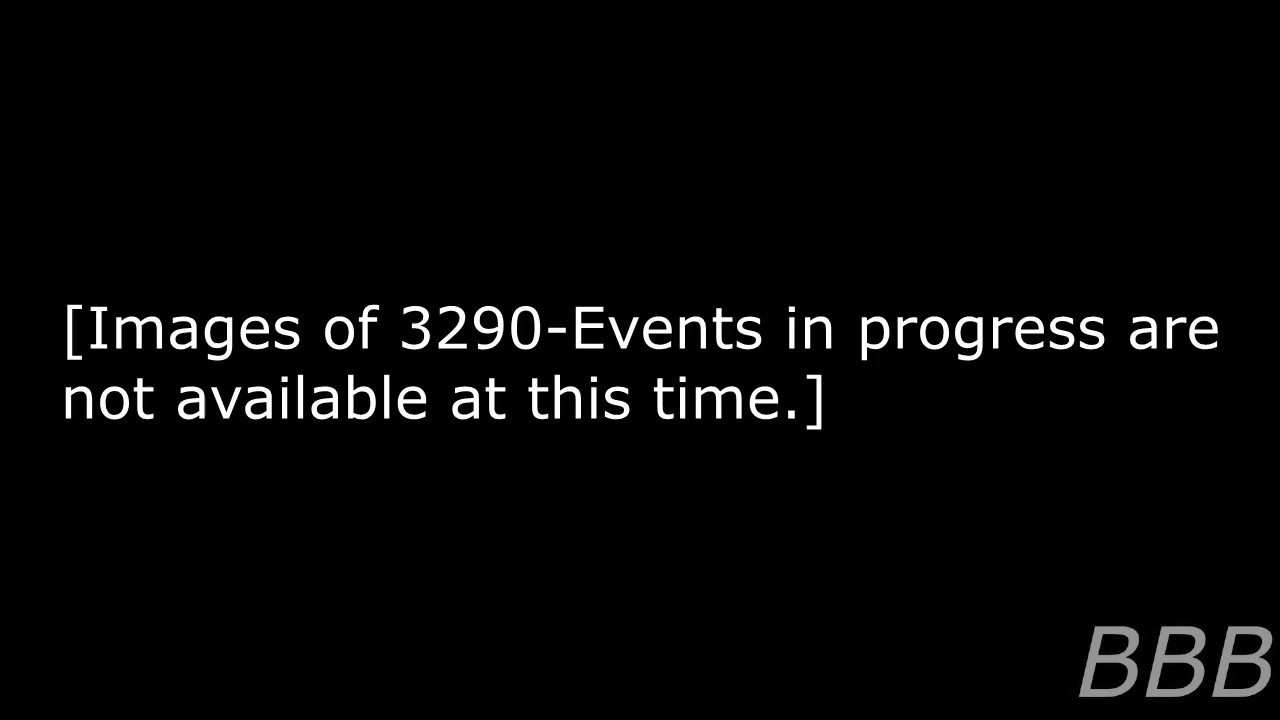 [Images of 3290-Events in progress are
not available at this time.]
BBB